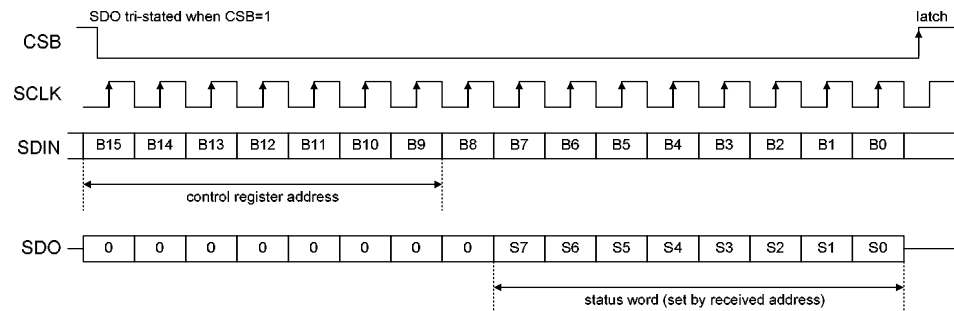 SDO tri-stated when CSB=1 latch
CSB
SCLK
SDIN B15 B14 B13 B12 B11 B10 B9 B8 B7 B6 B5 B4 B3 B2 B1 B0
control register address
SDO 0 0 0 0 0 0 0 0 S7 S6 S5 S4 S3 S2 S1 S0
status word (set by received address)